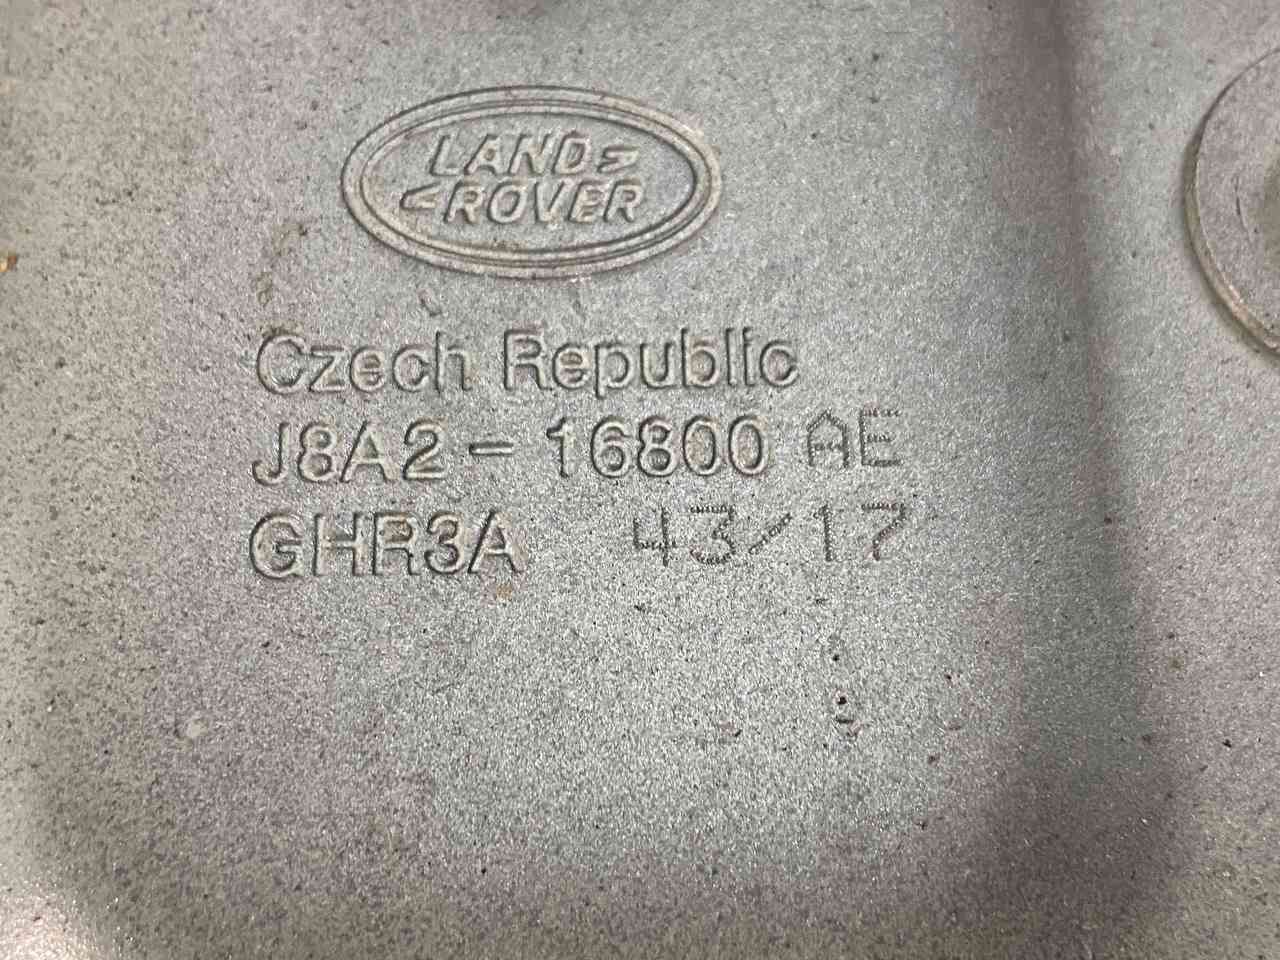 LAND
ROVER
Czech Republic
J8A2-16800 AE
GHR3A 43/17